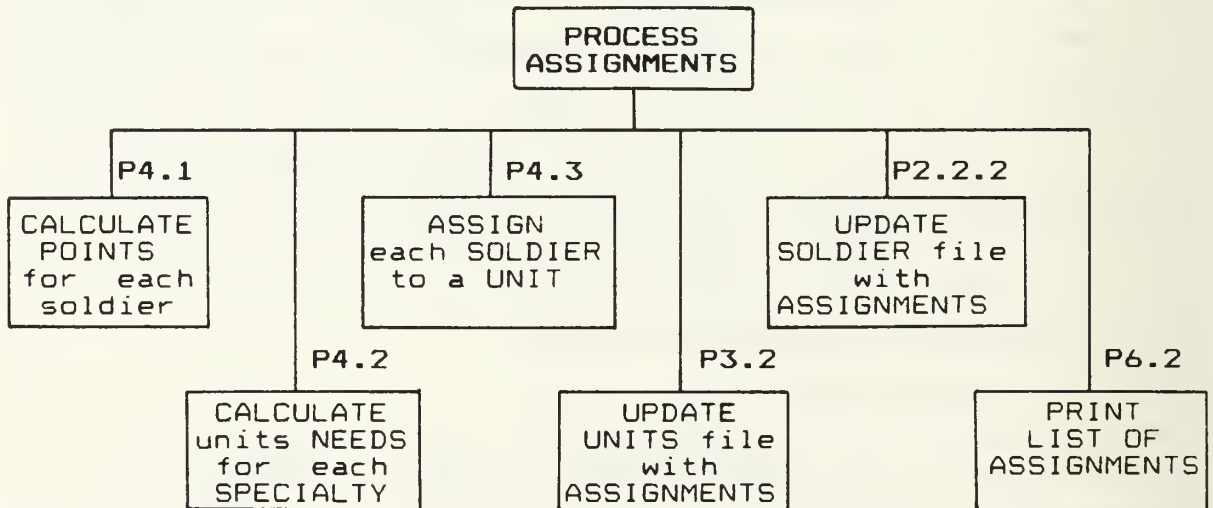 PROCESS
ASSIGNMENTS
P4.1
CALCULATE
POINTS
for each
soldier
P4.2
CALCULATE
units NEEDS
for each
SPECIALTY
P4.3
ASSIGN
each SOLDIER
to a UNIT
P3.2
UPDATE
UNITS file
with
ASSIGNMENTS
P2.2.2
UPDATE
SOLDIER file
with
ASSIGNMENTS
P6.2
PRINT
LIST OF
ASSIGNMENTS